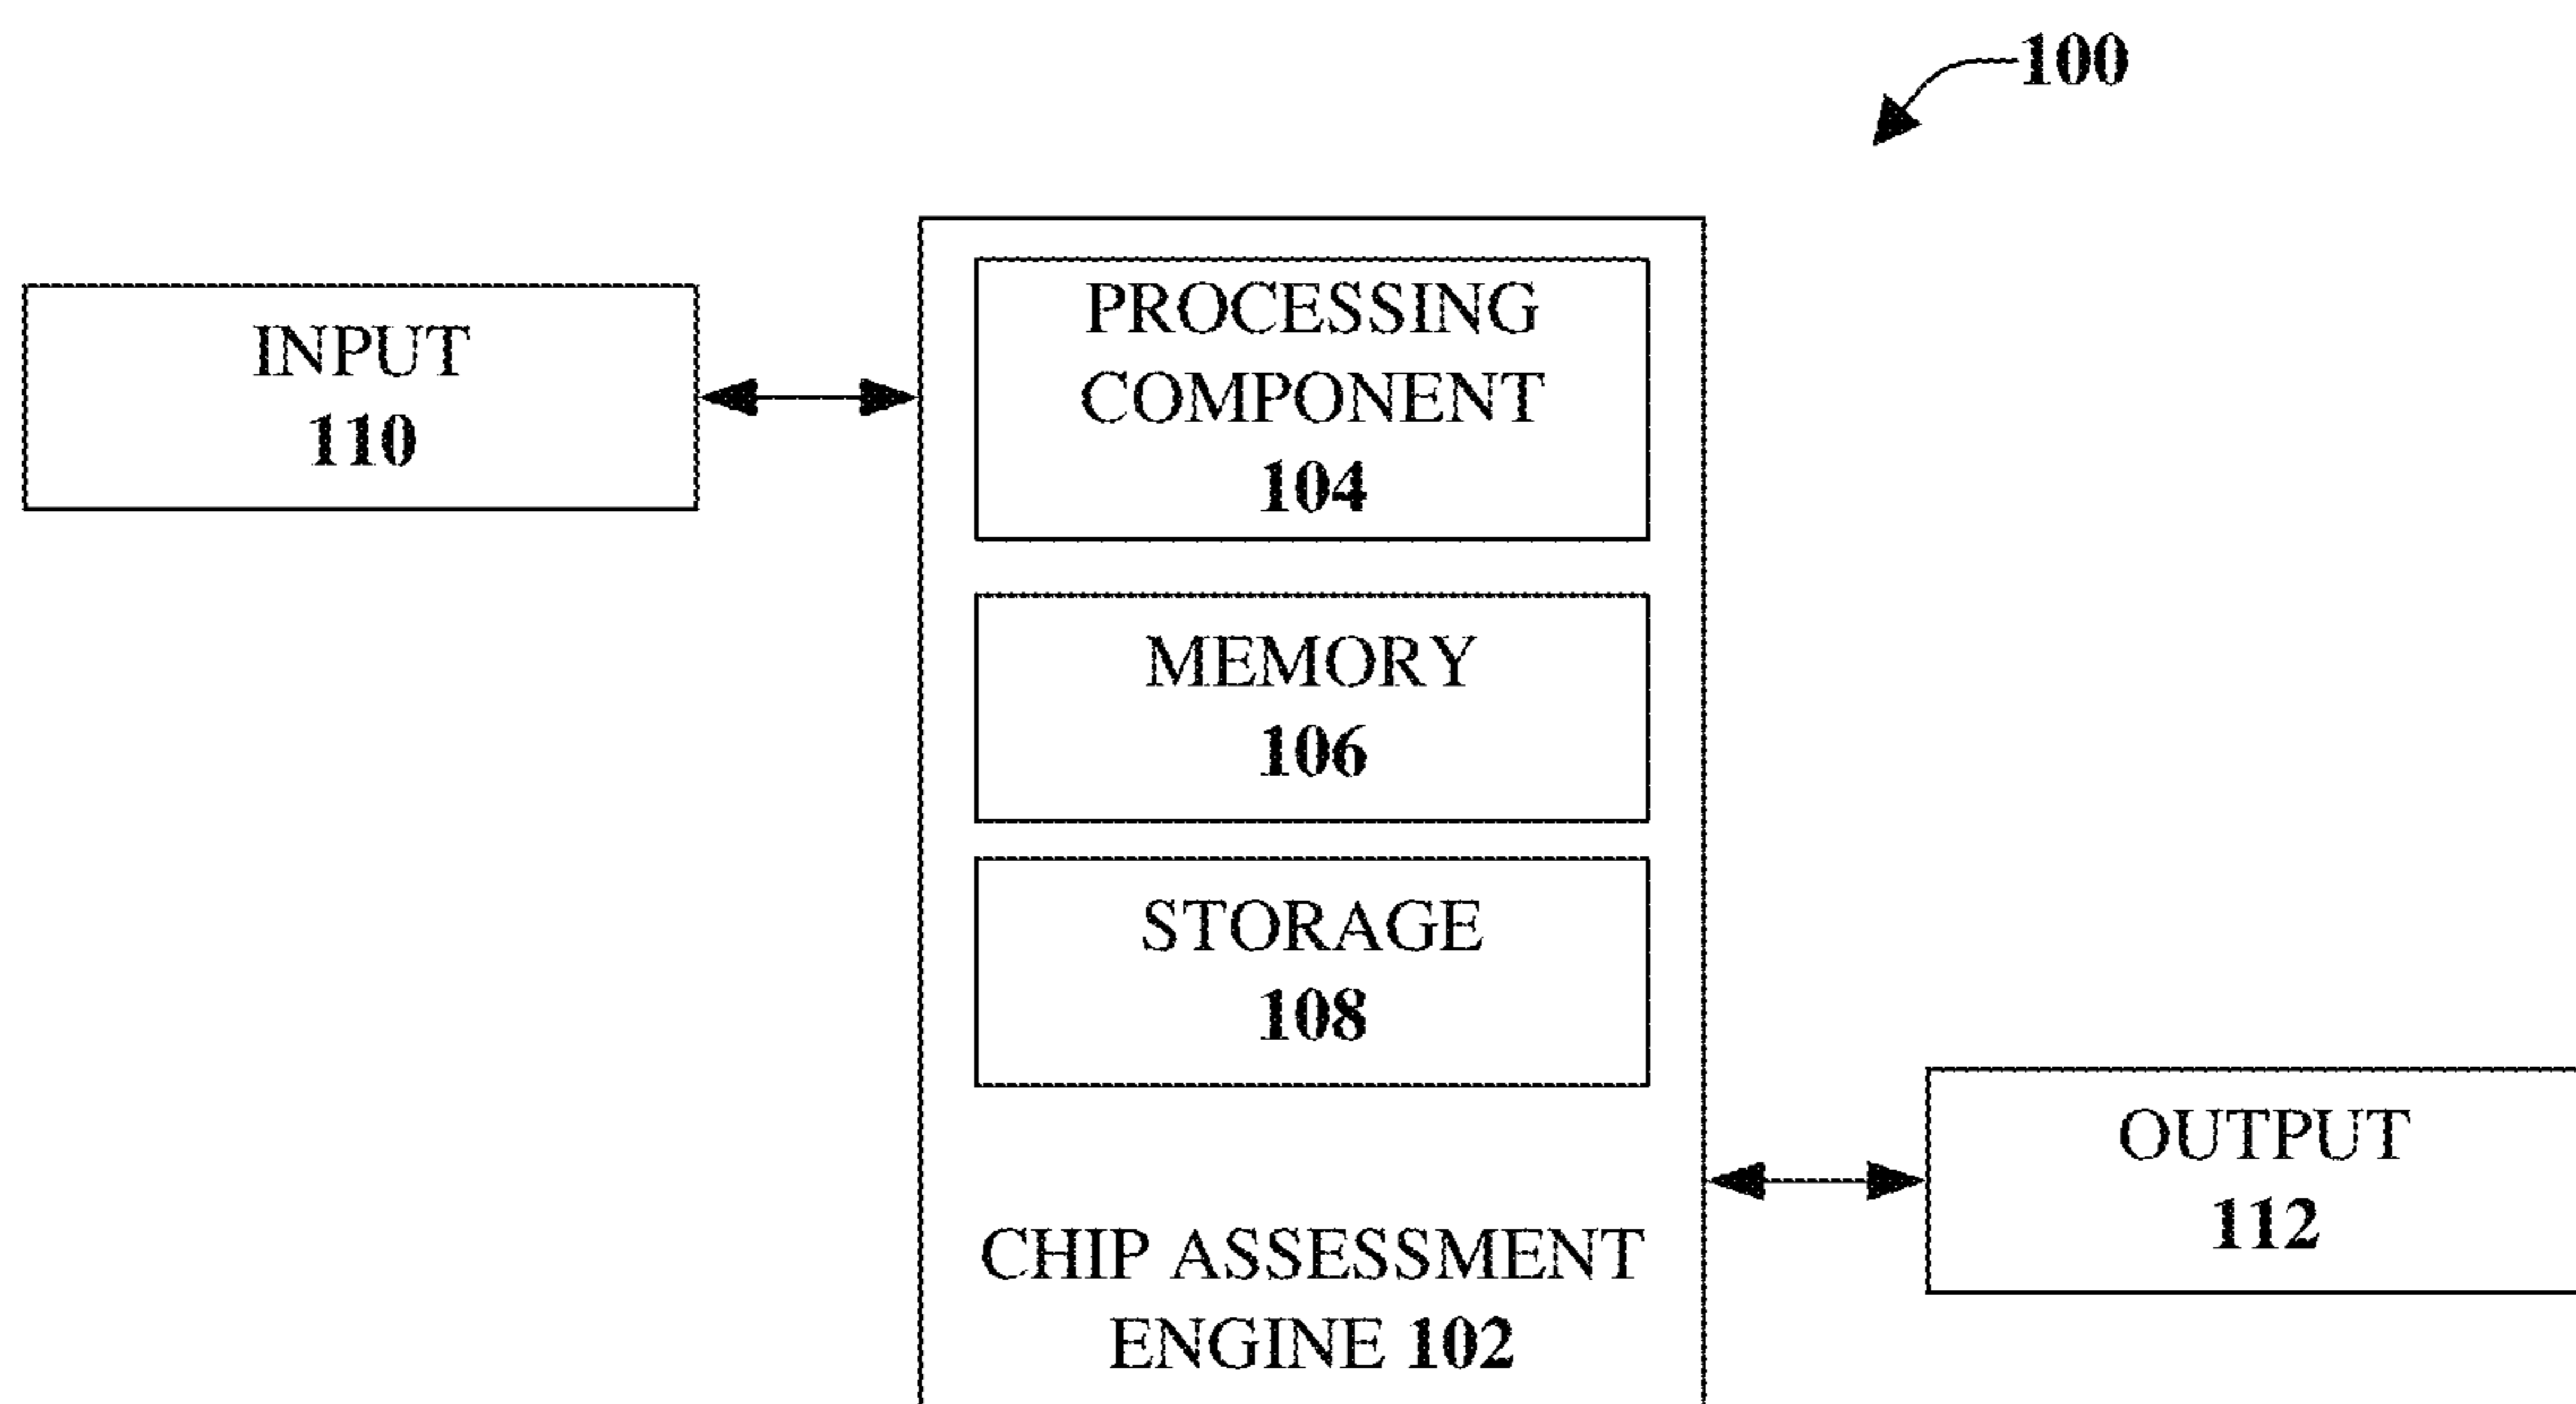 100
INPUT
110
PROCESSING
COMPONENT
104
MEMORY
106
STORAGE
108
CHIP ASSESSMENT
ENGINE 102
OUTPUT
112